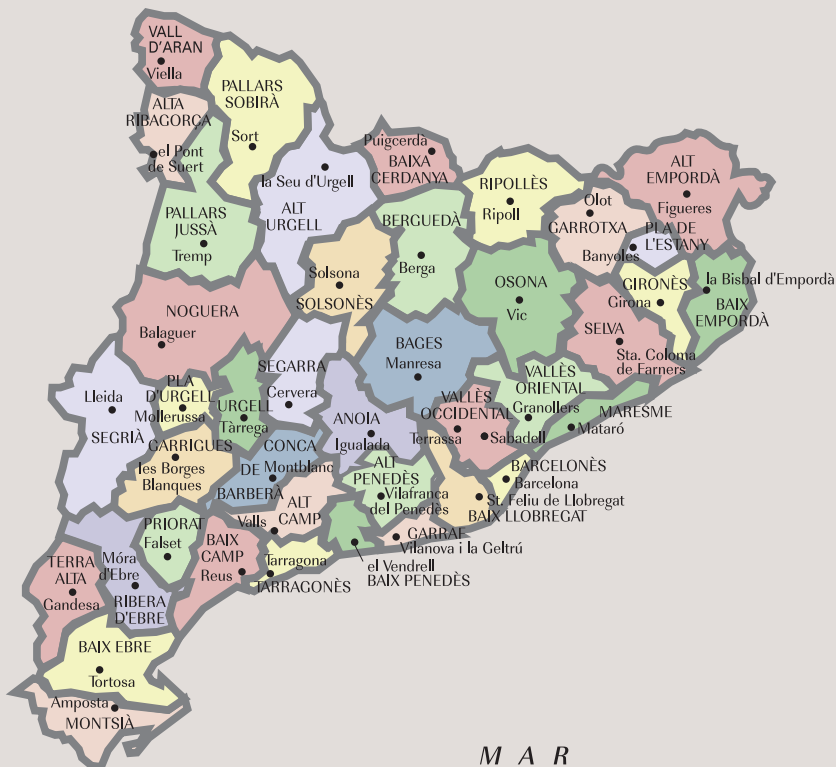 VALL
D'ARAN
Viella
PALLARS
SOBIRÀ
Sort
ALTA
RIBAGORÇA
el Pont
de Suert
la Seu d'Urgell
ALT
URGELL
Puigcerdà
BAIXA
CERDANYA
RIPOLLÈS
Ripoll
ALT
EMPORDÀ
Figueres
Olot
GARROTXA
PLA DE
L'ESTANY
Banyoles
PALLARS
JUSSÀ
Tremp
BERGUEDÀ
Berga
Solsona
SOLSONÈS
OSONA
Vic
GIRONÈS
Girona
la Bisbal d'Empordà
BAIX
EMPORDÀ
NOGUERA
Balaguer
SELVA
Sta. Coloma
de Farners
BAGES
Manresa
SEGARRA
Cervera
VALLÈS
ORIENTAL
Granollers
VALLÈS
OCCIDENTAL
Terrassa
Sabadell
MARESME
Mataró
Lleida
SEGRIÀ
PLA
D'URGELL
Mollerussa
URGELL
Tàrrega
ANOIA
Igualada
GARRIGUES
les Borges
Blanques
CONCA
DE Montblanc
BARBERÀ
ALT
PENEDÈS
Vilafranca
del Penedès
BARCELONÈS
Barcelona
St. Feliu de Llobregat
BAIX LLOBREGAT
ALT
CAMP
Valls
GARRAF
Vilanova i la Geltrú
el Vendrell
BAIX PENEDÈS
PRIORAT
Falset
BAIX
CAMP
Reus
Tarragona
TARRAGONÈS
Móra
d'Ebre
RIBERA
D'EBRE
TERRA
ALTA
Gandesa
BAIX EBRE
Tortosa
Amposta
MONTSIÀ
MAR